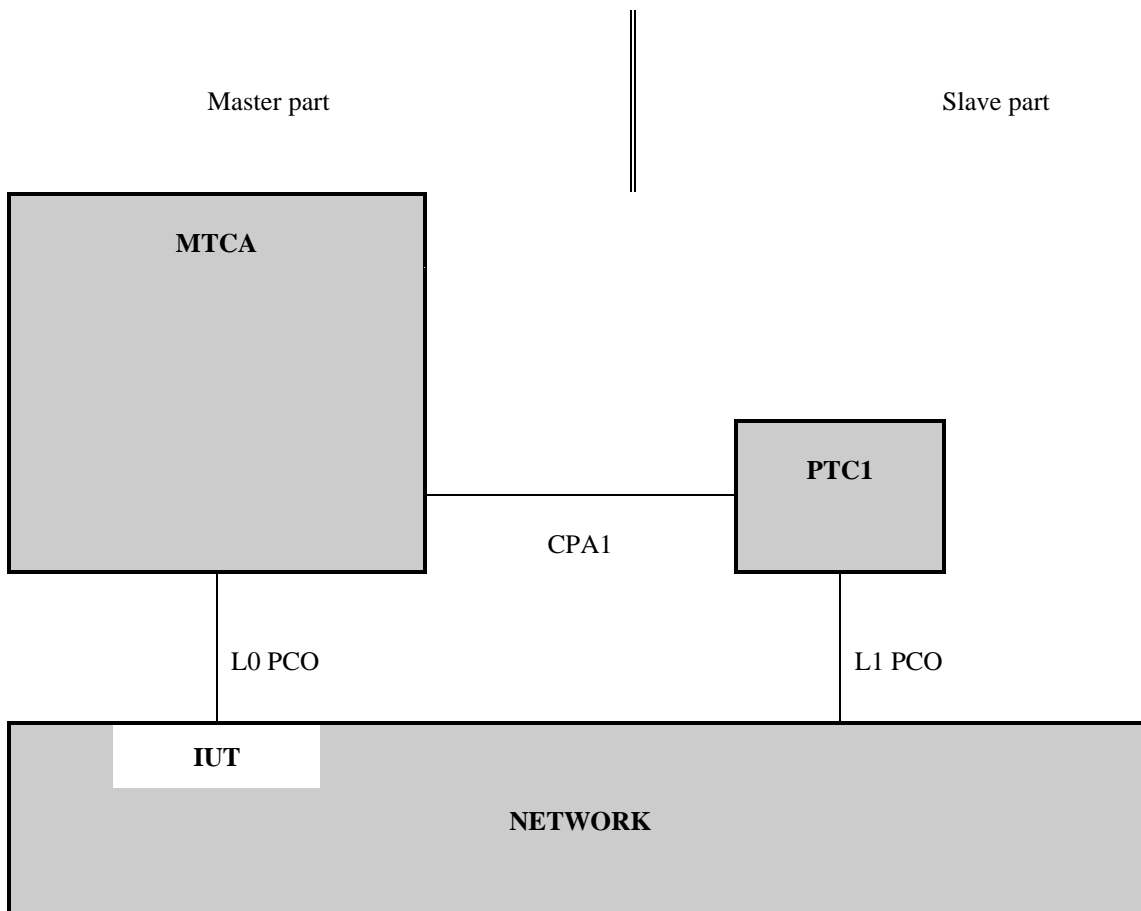 Master part
Slave part
MTCA
PTC1
CPA1
L0 PCO
L1 PCO
IUT
NETWORK